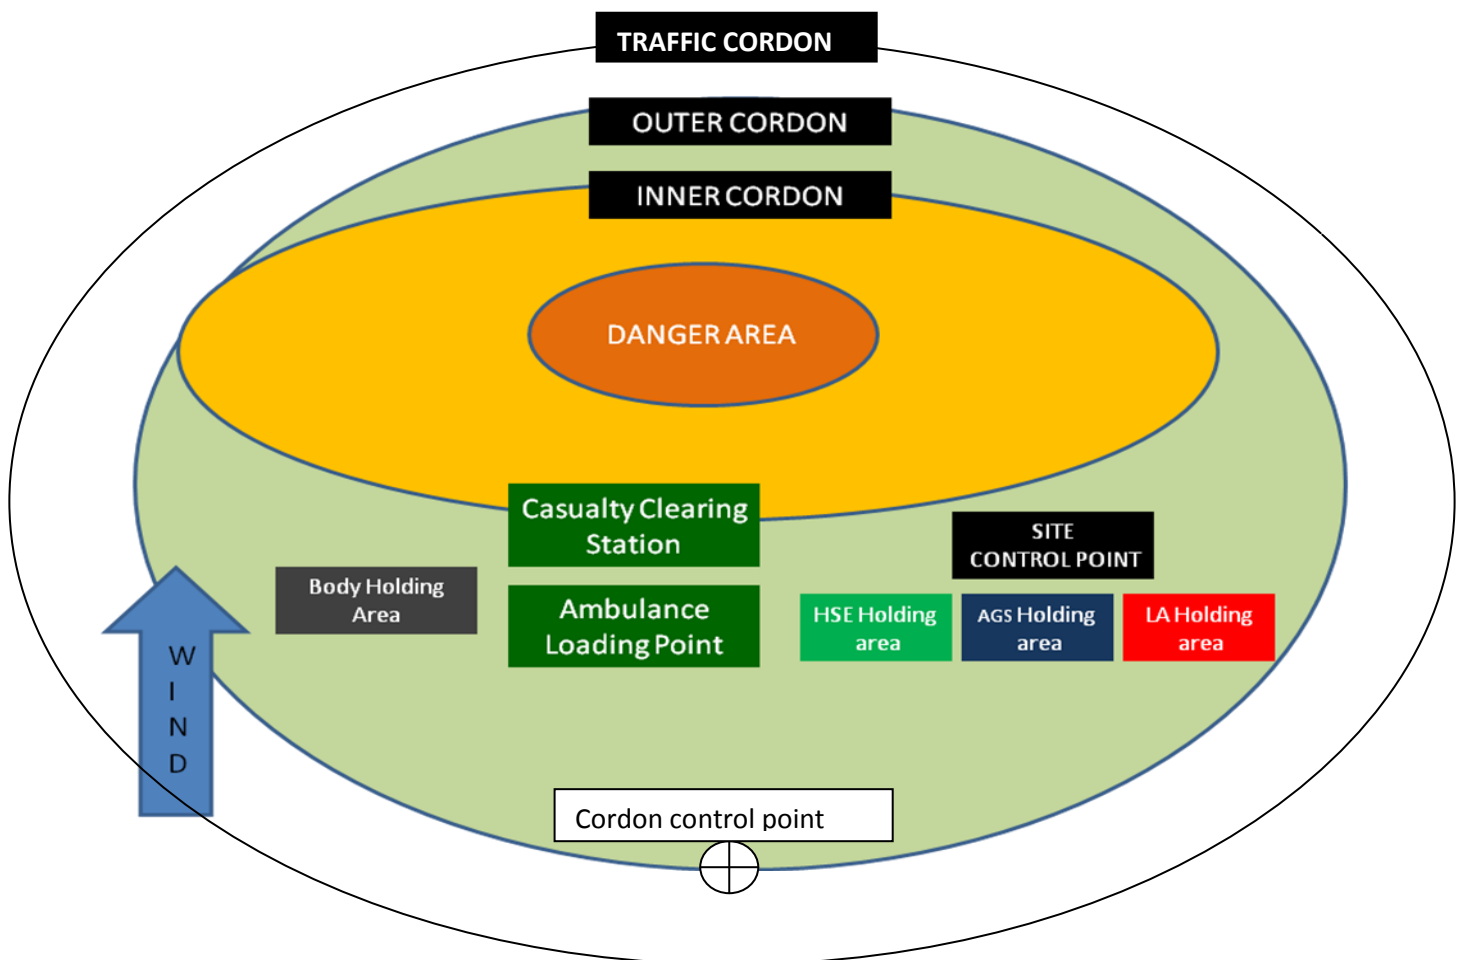 TRAFFIC CORDON
OUTER CORDON
INNER CORDON
DANGER AREA
Casualty Clearing
Station
SITE
CONTROL POINT
Body Holding
Area
Ambulance
Loading Point
HSE Holding
area
AGS Holding
area
LA Holding
area
W
I
N
D
Cordon control point